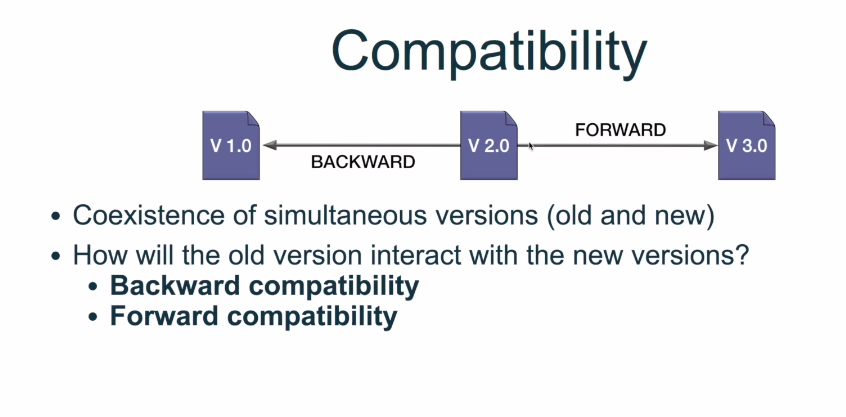 Compatibility
V 1.0
BACKWARD
V 2.0
FORWARD
V 3.0
• Coexistence of simultaneous versions (old and new)
• How will the old version interact with the new versions?
• Backward compatibility
• Forward compatibility